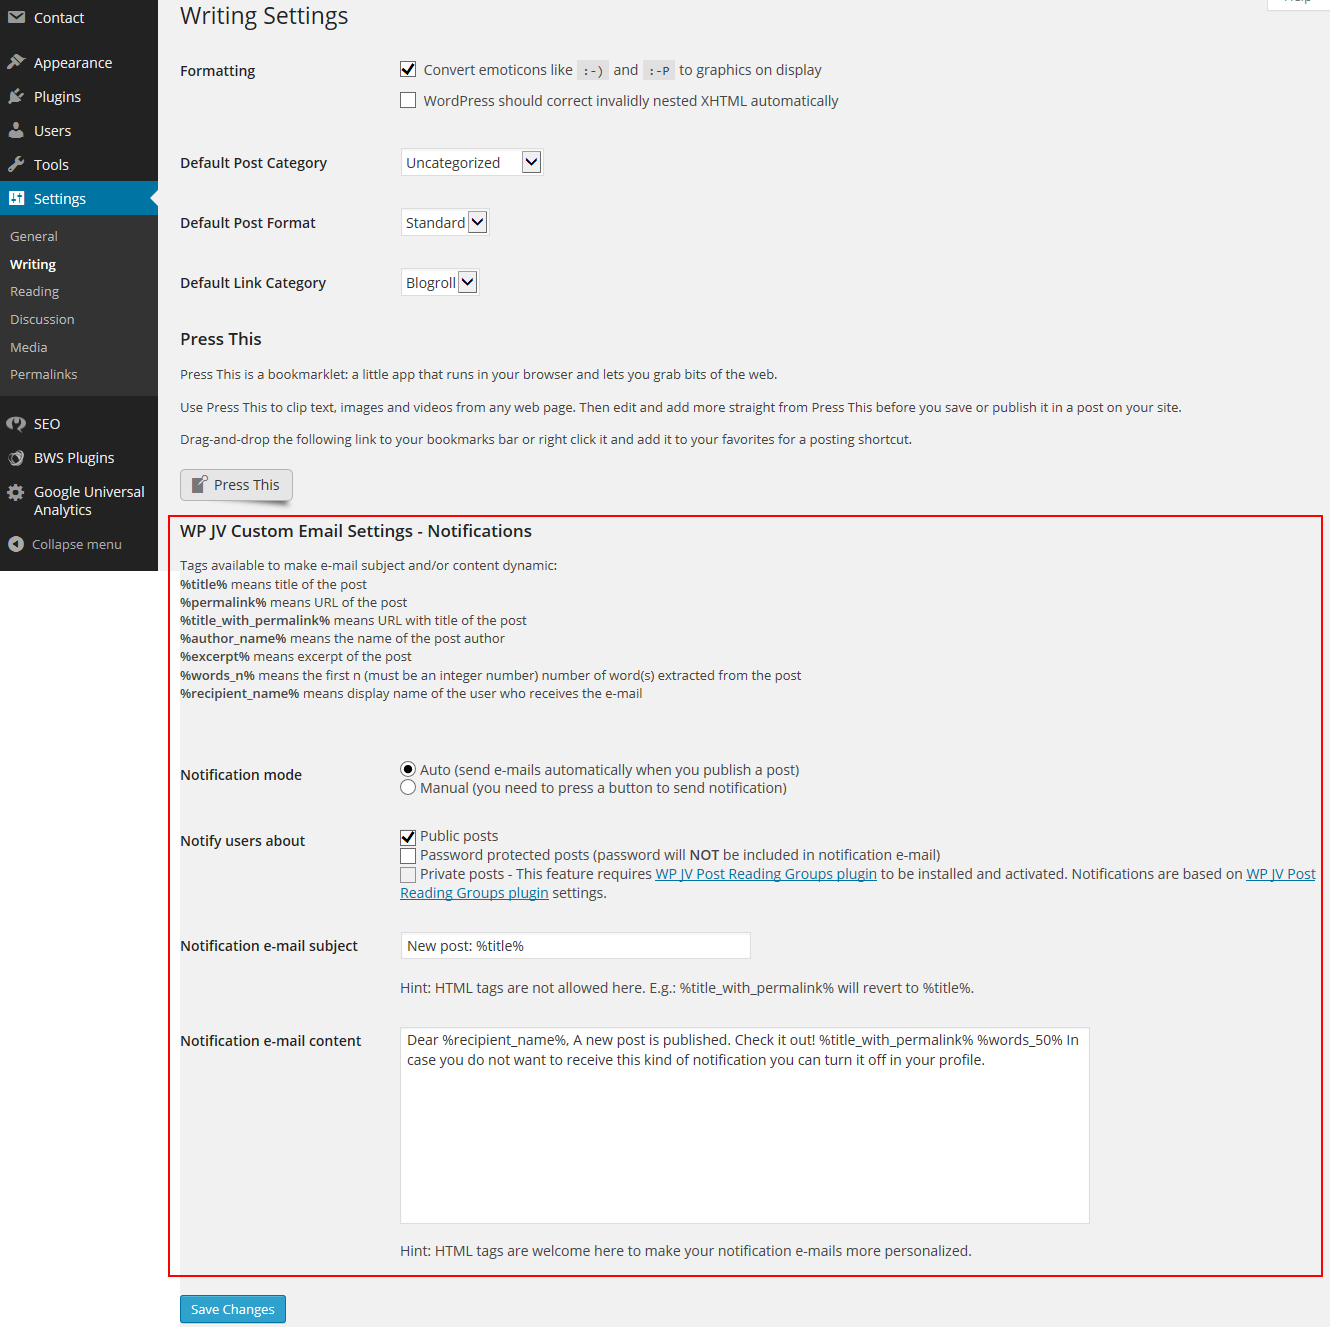 Contact
Appearance
Plugins
Users
Tools
Settings
General
Writing
Reading
Discussion
Media
Permalinks
SEO
BWS Plugins
Google Universal
Analytics
Collapse menu
Writing Settings
Formatting
Convert emoticons like :-) and :-P to graphics on display
WordPress should correct invalidly nested XHTML automatically
Default Post Category
Uncategorized
Default Post Format
Standard
Default Link Category
Blogroll
Press This
Press This is a bookmarklet: a little app that runs in your browser and lets you grab bits of the web.
Use Press This to clip text, images and videos from any web page. Then edit and add more straight from Press This before you save or publish it in a post on your site.
Drag-and-drop the following link to your bookmarks bar or right click it and add it to your favorites for a posting shortcut.
Press This
WP JV Custom Email Settings - Notifications
Tags available to make e-mail subject and/or content dynamic:
%title% means title of the post
%permalink% means URL of the post
%title_with_permalink% means URL with title of the post
%author_name% means the name of the post author
%excerpt% means excerpt of the post
%words_n% means the first n (must be an integer number) number of word(s) extracted from the post
%recipient_name% means display name of the user who receives the e-mail
Notification mode
Auto (send e-mails automatically when you publish a post)
Manual (you need to press a button to send notification)
Notify users about
Public posts
Password protected posts (password will NOT be included in notification e-mail)
Private posts - This feature requires WP JV Post Reading Groups plugin to be installed and activated. Notifications are based on WP JV Post
Reading Groups plugin settings.
Notification e-mail subject
New post: %title%
Hint: HTML tags are not allowed here. E.g.: %title_with_permalink% will revert to %title%.
Notification e-mail content
Dear %recipient_name%, A new post is published. Check it out! %title_with_permalink% %words_50% In
case you do not want to receive this kind of notification you can turn it off in your profile.
Hint: HTML tags are welcome here to make your notification e-mails more personalized.
Save Changes